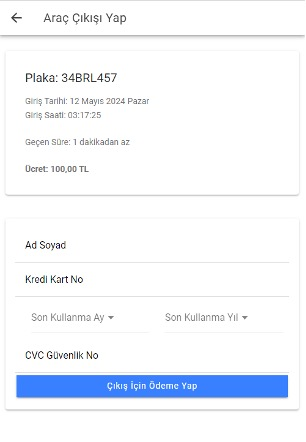 Araç Çıkışı Yap
Plaka: 34BRL457
Giriş Tarihi: 12 Mayıs 2024 Pazar
Giriş Saati: 03:17:25
Geçen Süre: 1 dakikadan az
Ücret: 100,00 TL
Ad Soyad
Kredi Kart No
Son Kullanma Ay Son Kullanma Yıl
CVC Güvenlik No
Çıkış İçin Ödeme Yap